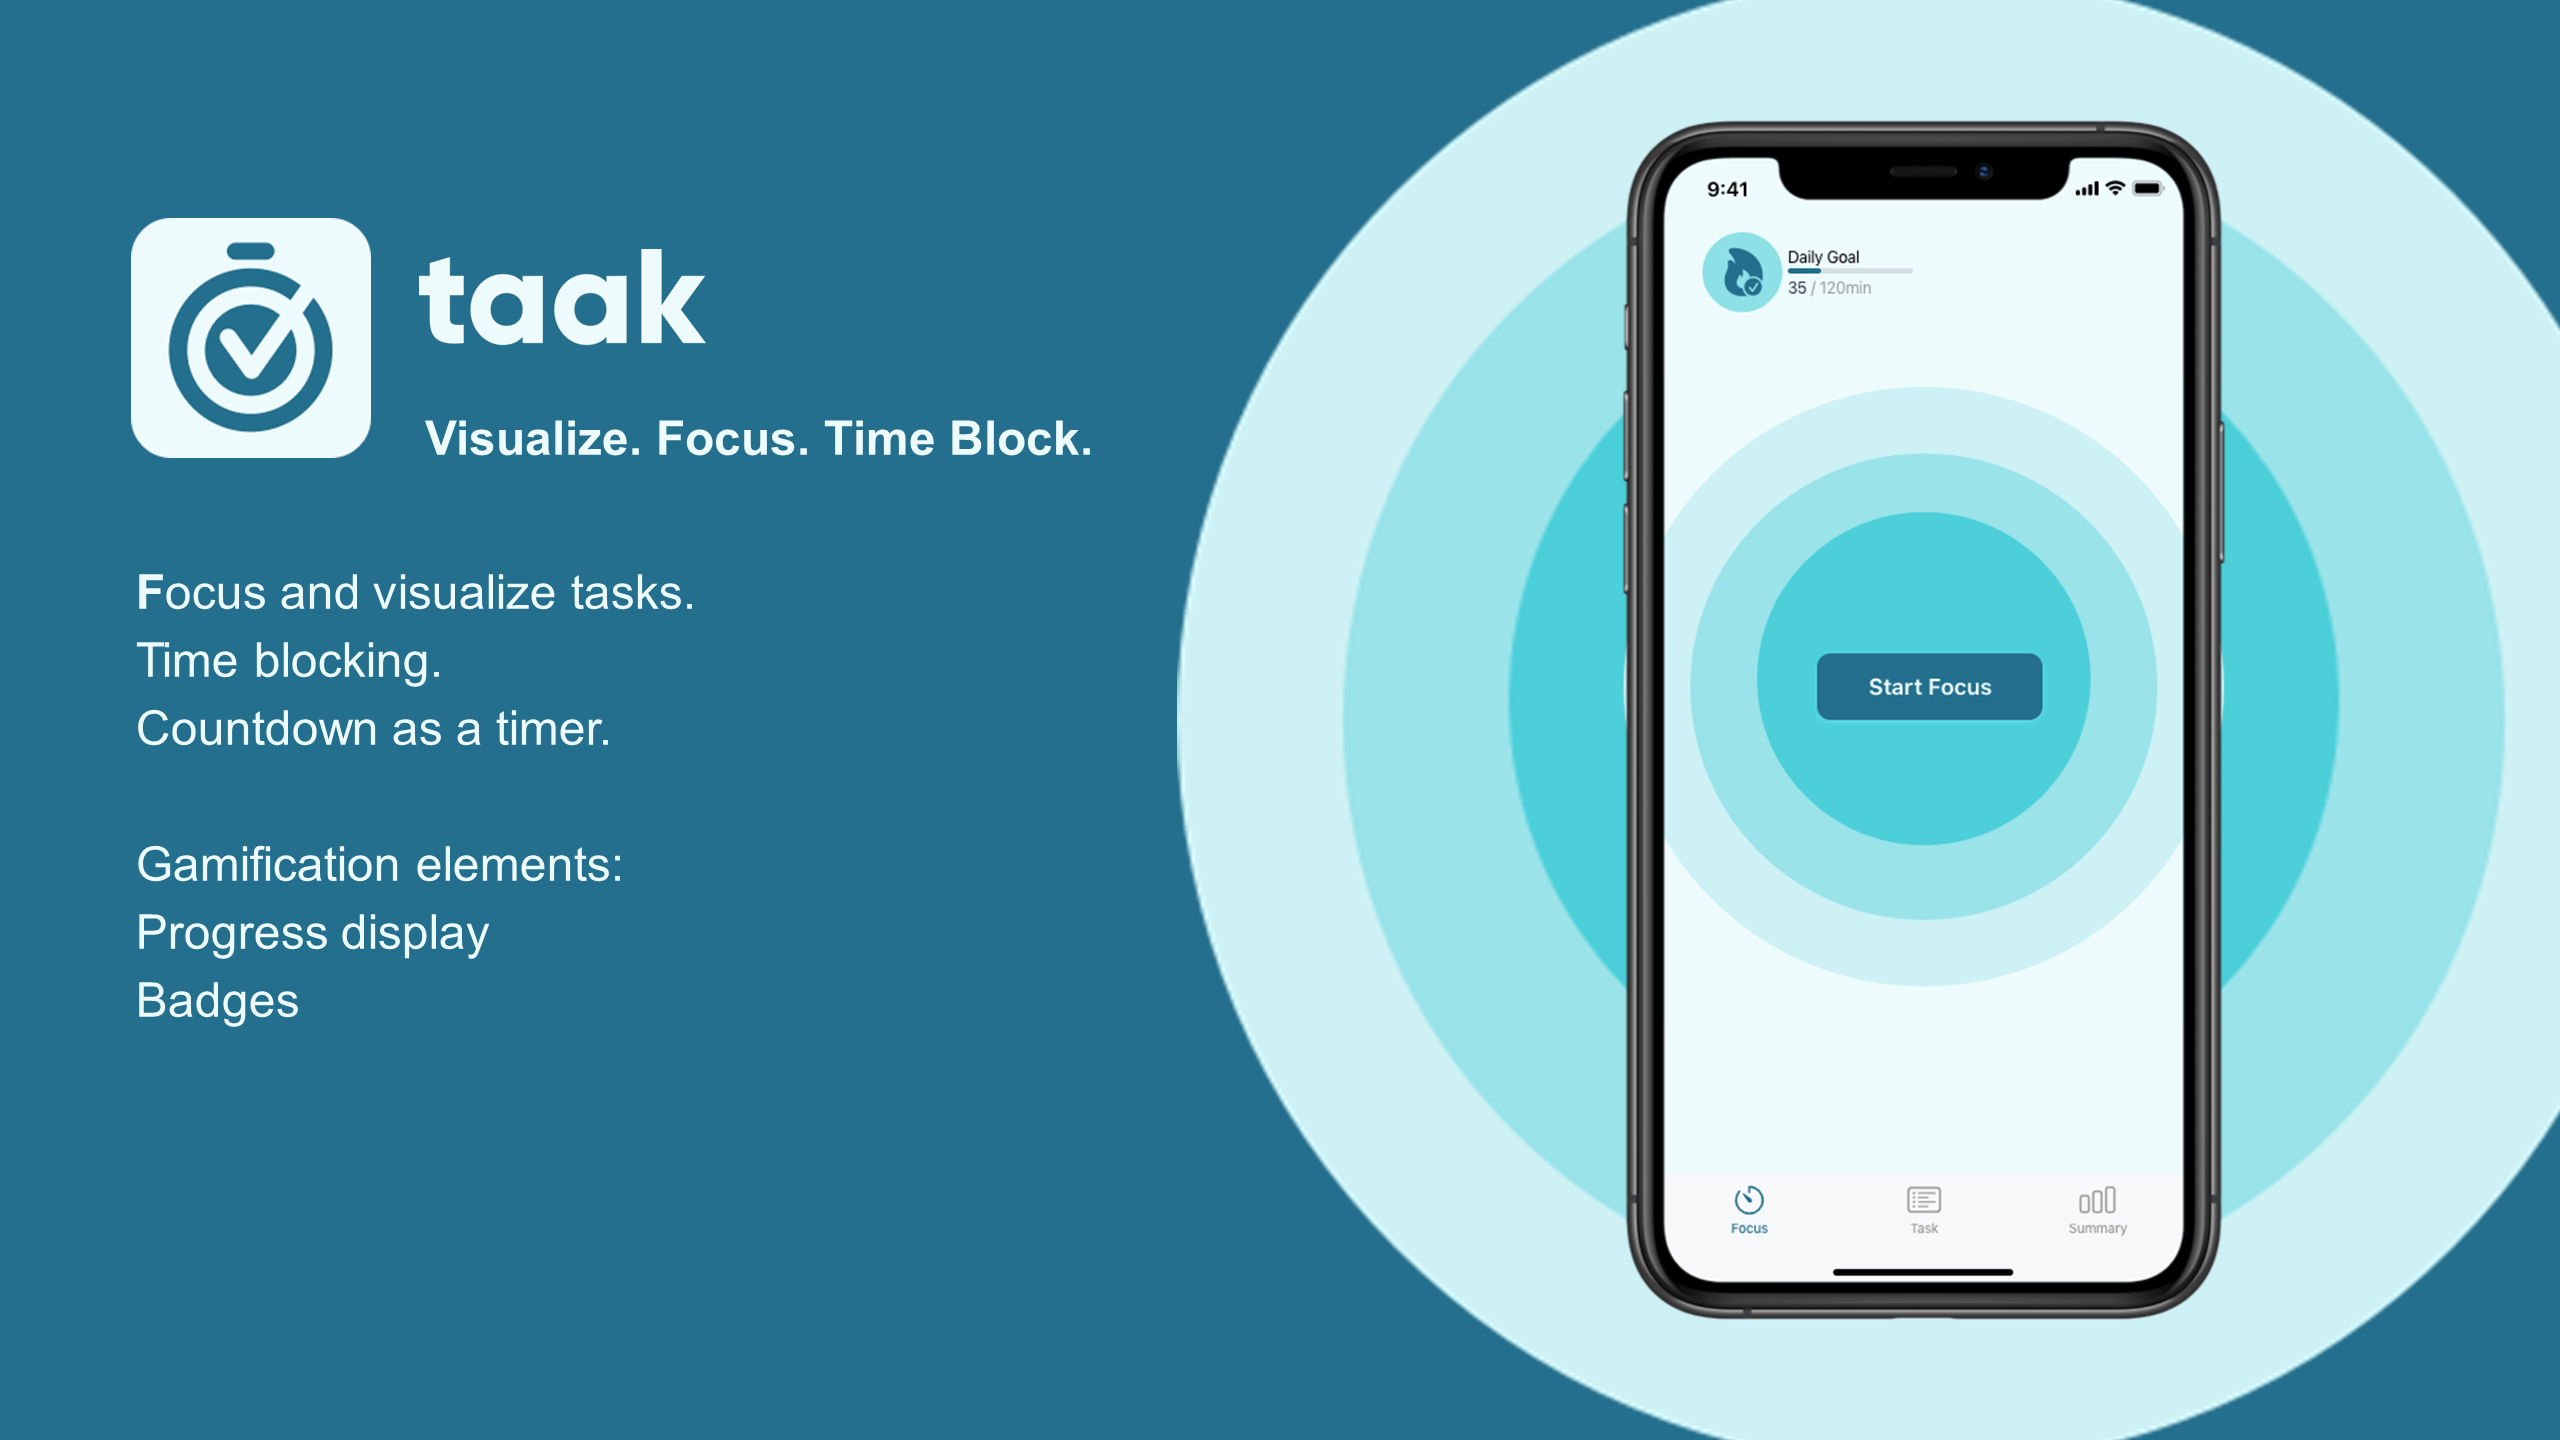 taak
Visualize. Focus. Time Block.
Focus and visualize tasks.
Time blocking.
Countdown as a timer.
Gamification elements:
Progress display
Badges
9:41
Daily Goal
35 / 120min
Start Focus
Focus
Task
Summary